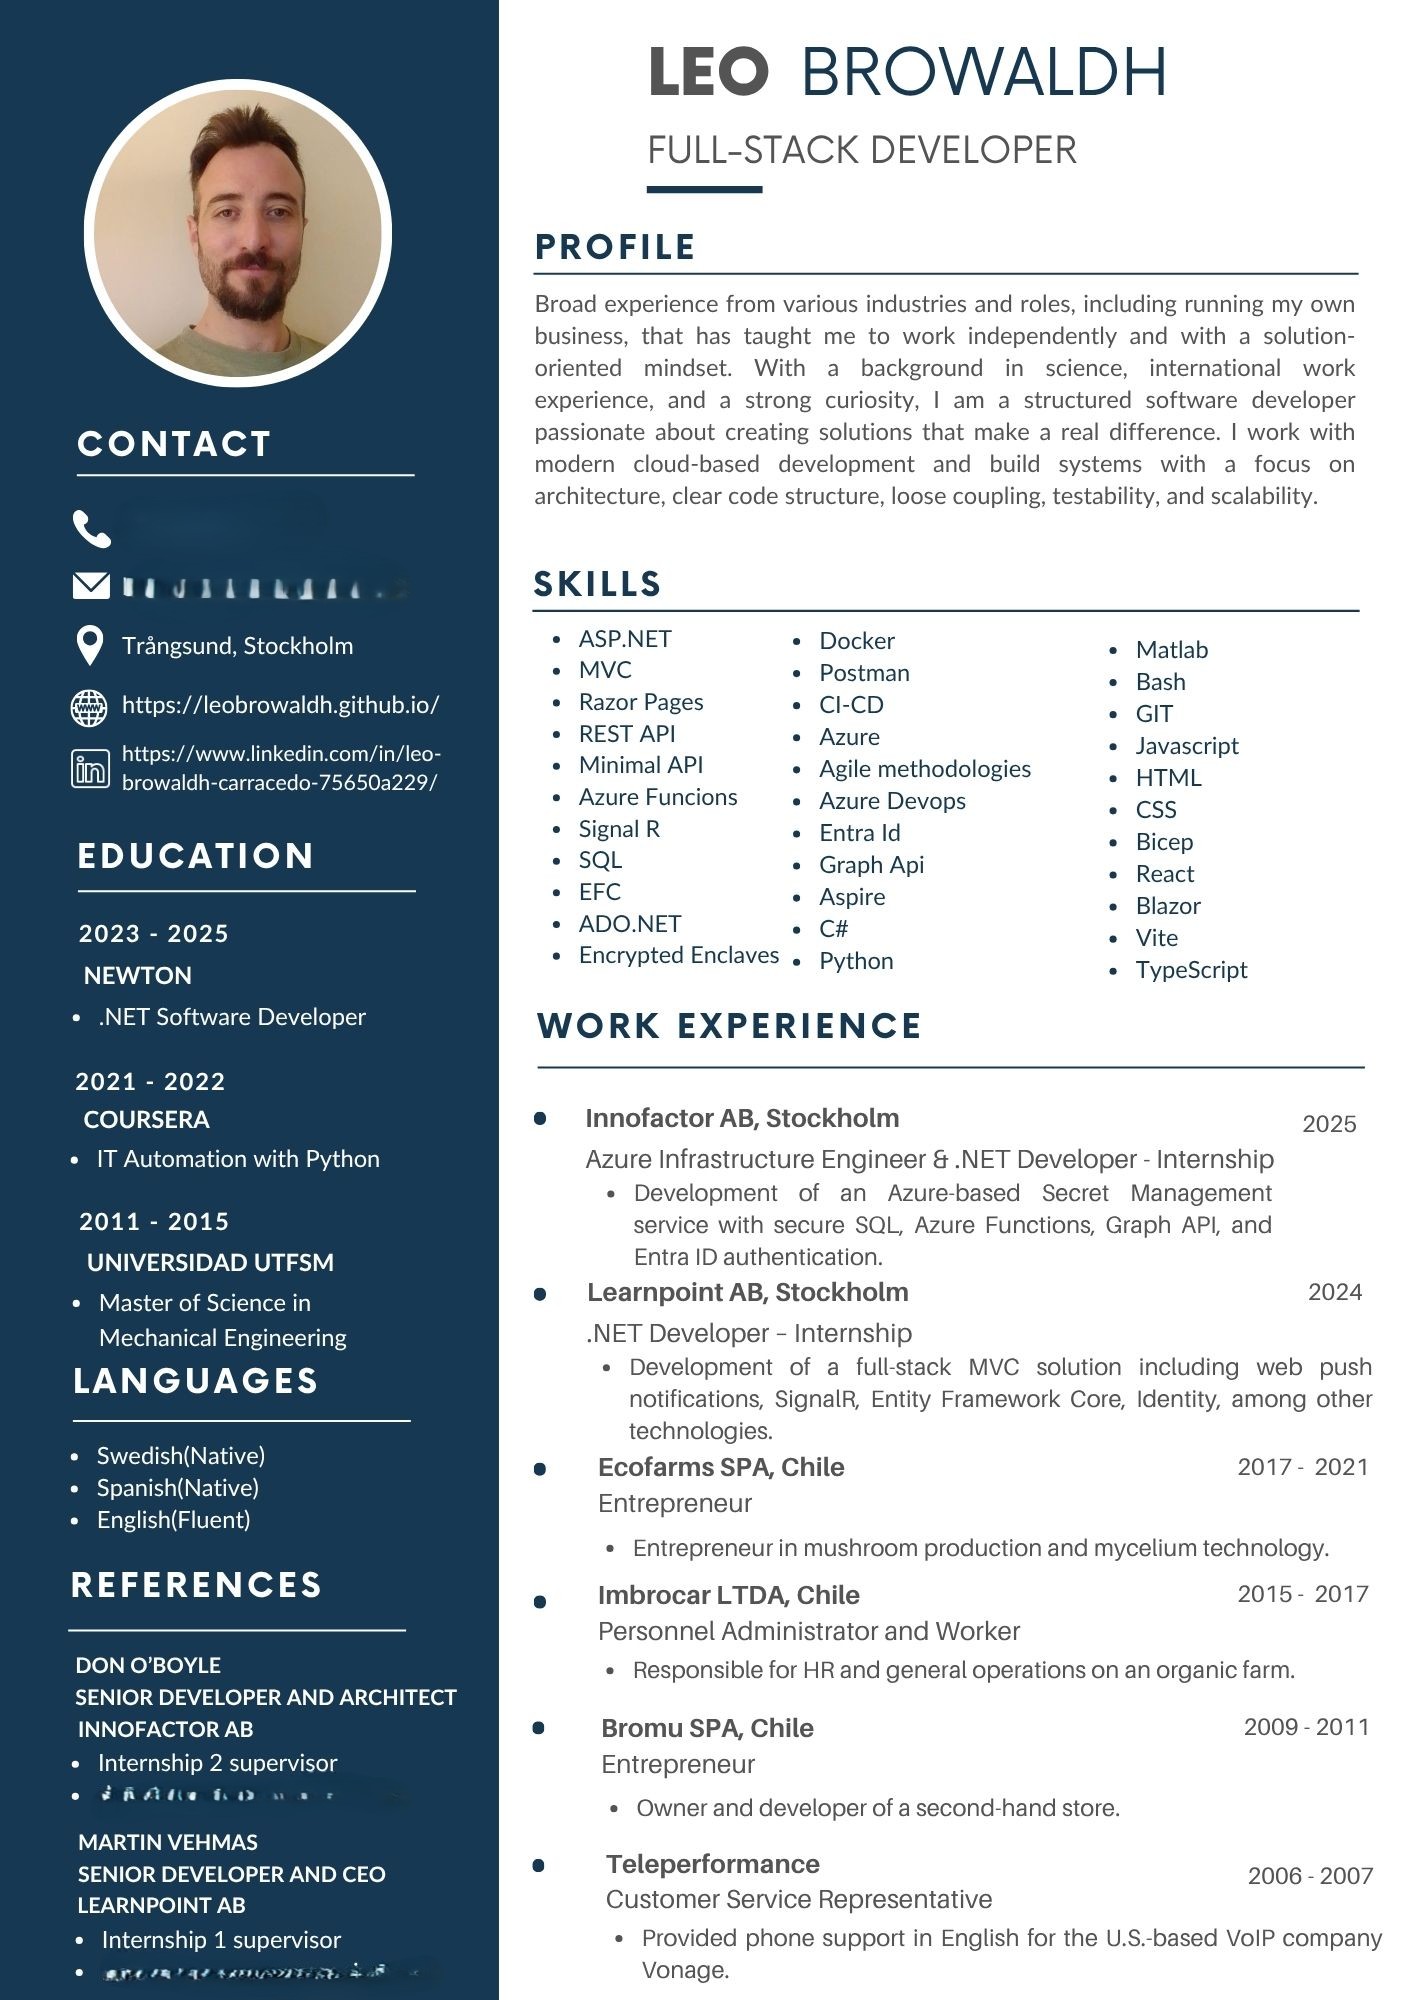 LEO BROWALDH
FULL-STACK DEVELOPER
CONTACT
Trångsund, Stockholm
https://leobrowaldh.github.io/
https://www.linkedin.com/in/leo-
browaldh-carracedo-75650a229/
EDUCATION
2023 - 2025
NEWTON
• .NET Software Developer
2021 - 2022
COURSERA
• IT Automation with Python
2011 - 2015
UNIVERSIDAD UTFSM
• Master of Science in
Mechanical Engineering
LANGUAGES
• Swedish(Native)
• Spanish(Native)
• English(Fluent)
REFERENCES
DON O'BOYLE
SENIOR DEVELOPER AND ARCHITECT
INNOFACTOR AB
• Internship 2 supervisor
MARTIN VEHMAS
SENIOR DEVELOPER AND CEO
LEARNPOINT AB
• Internship 1 supervisor
PROFILE
Broad experience from various industries and roles, including running my own
business, that has taught me to work independently and with a solution-
oriented mindset. With a background in science, international work
experience, and a strong curiosity, I am a structured software developer
passionate about creating solutions that make a real difference. I work with
modern cloud-based development and build systems with a focus on
architecture, clear code structure, loose coupling, testability, and scalability.
SKILLS
• ASP.NET
• MVC
• Razor Pages
• REST API
• Minimal API
• Azure Funcions
• Signal R
• SQL
• EFC
• ADO.NET
• Encrypted Enclaves
• Docker
• Postman
• CI-CD
• Azure
• Agile methodologies
• Azure Devops
• Entra Id
• Graph Api
• Aspire
• C#
• Python
• Matlab
• Bash
• GIT
• Javascript
• HTML
• CSS
• Bicep
• React
• Blazor
• Vite
• TypeScript
WORK EXPERIENCE
• Innofactor AB, Stockholm 2025
Azure Infrastructure Engineer & .NET Developer - Internship
• Development of an Azure-based Secret Management
service with secure SQL, Azure Functions, Graph API, and
Entra ID authentication.
• Learnpoint AB, Stockholm 2024
.NET Developer – Internship
• Development of a full-stack MVC solution including web push
notifications, SignalR, Entity Framework Core, Identity, among other
technologies.
• Ecofarms SPA, Chile 2017 - 2021
Entrepreneur
• Entrepreneur in mushroom production and mycelium technology.
• Imbrocar LTDA, Chile 2015 - 2017
Personnel Administrator and Worker
• Responsible for HR and general operations on an organic farm.
• Bromu SPA, Chile 2009 - 2011
Entrepreneur
• Owner and developer of a second-hand store.
• Teleperformance 2006 - 2007
Customer Service Representative
• Provided phone support in English for the U.S.-based VoIP company
Vonage.